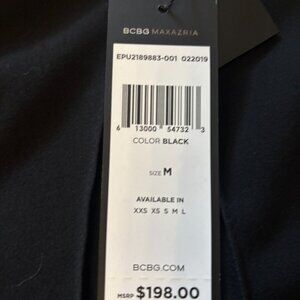 BCBG MAXAZRIA
EPU2189883-001 022019
6 13000 54732 3
COLOR BLACK
SIZE M
AVAILABLE IN
XXS XS S M L
BCBG.COM
MSRP $198.00